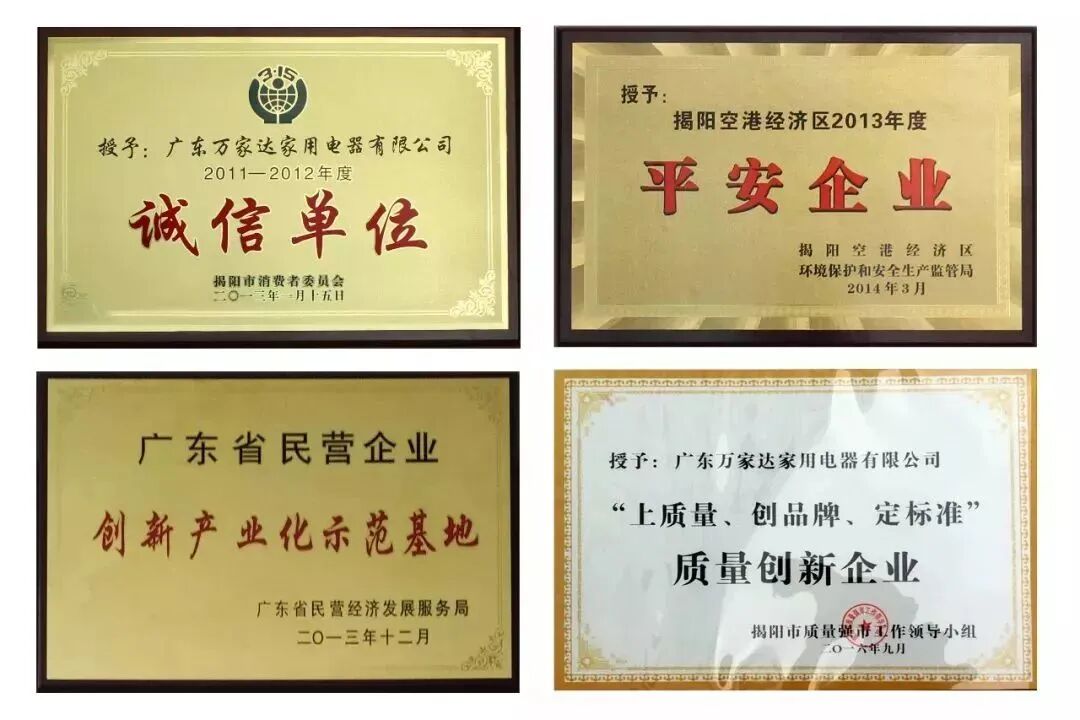 3·15
授予：广东万家达家用电器有限公司
2011—2012年度
诚信单位
揭阳市消费者委员会
二〇一三年一月十五日
授予：
揭阳空港经济区2013年度
平安企业
揭阳空港经济区
环境保护和安全生产监管局
2014年3月
广东省民营企业
创新产业化示范基地
广东省民营经济发展服务局
二〇一三年十二月
授予：广东万家达家用电器有限公司
“上质量、创品牌、定标准”
质量创新企业
揭阳市质量强市工作领导小组
二〇一六年九月